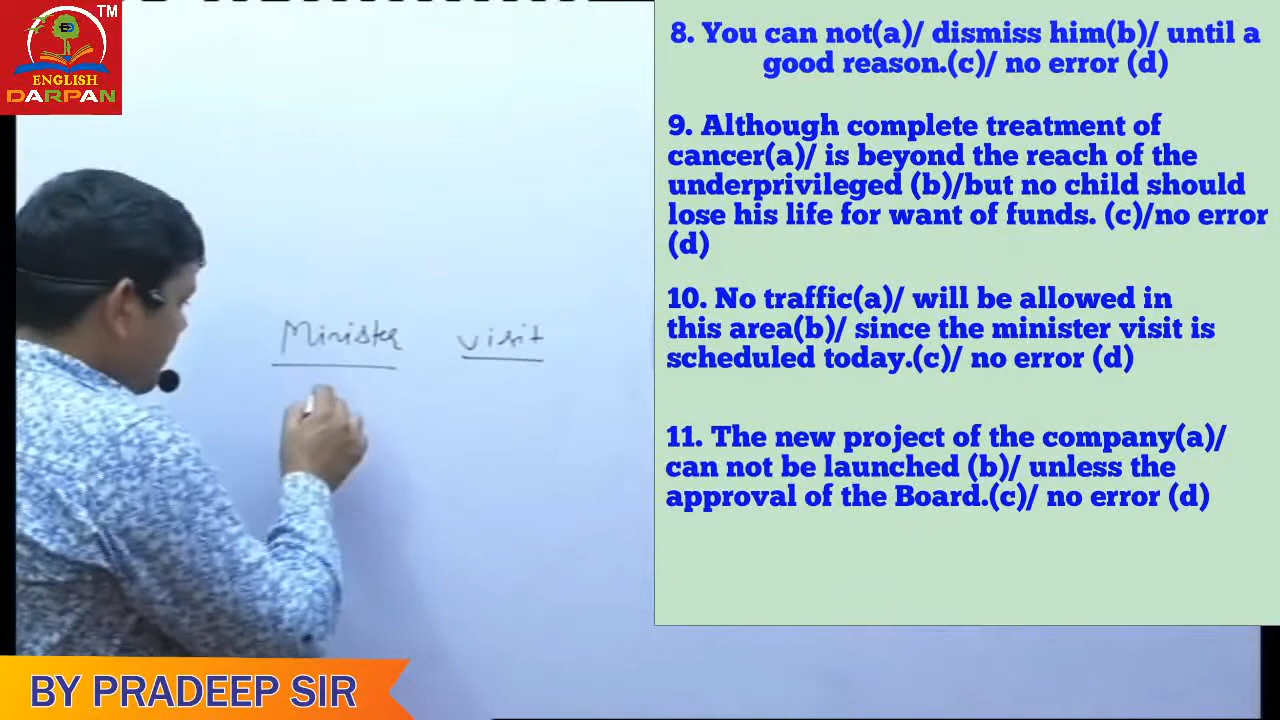 TM
ENGLISH
DARPAN
Minister visit
8. You can not(a)/ dismiss him(b)/ until a
good reason.(c)/ no error (d)
9. Although complete treatment of
cancer(a)/ is beyond the reach of the
underprivileged (b)/but no child should
lose his life for want of funds. (c)/no error
(d)
10. No traffic(a)/ will be allowed in
this area(b)/ since the minister visit is
scheduled today.(c)/ no error (d)
11. The new project of the company(a)/
can not be launched (b)/ unless the
approval of the Board.(c)/ no error (d)
BY PRADEEP SIR